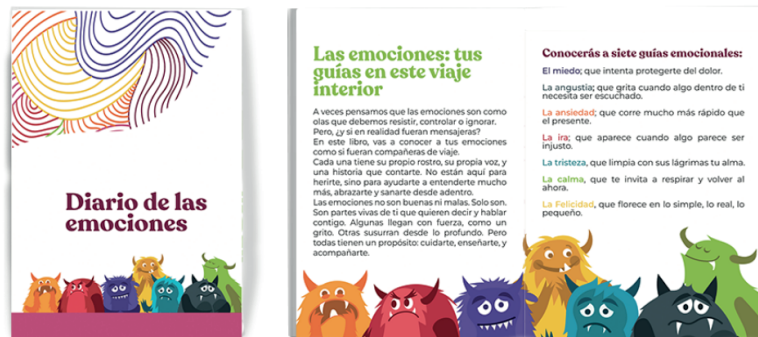 Diario de las
emociones
Las emociones: tus
guías en este viaje
interior
A veces pensamos que las emociones son como
olas que debemos resistir, controlar o ignorar.
Pero, ¿y si en realidad fueran mensajeras?
En este libro, vas a conocer a tus emociones
como si fueran compañeras de viaje.
Cada una tiene su propio rostro, su propia voz, y
una historia que contarte. No están aquí para
herirte, sino para ayudarte a entenderte mucho
más, abrazarte y sanarte desde adentro.
Las emociones no son buenas ni malas. Solo son.
Son partes vivas de ti que quieren decir y hablar
contigo. Algunas llegan con fuerza, como un
grito. Otras susurran desde lo profundo. Pero
todas tienen un propósito: cuidarte, enseñarte, y
acompañarte.
Conocerás a siete guías emocionales:
El miedo; que intenta protegerte del dolor.
La angustia; que grita cuando algo dentro de ti
necesita ser escuchado.
La ansiedad; que corre mucho más rápido que
el presente.
La ira; que aparece cuando algo parece ser
injusto.
La tristeza, que limpia con sus lágrimas tu alma.
La calma, que te invita a respirar y volver al
ahora.
La Felicidad, que florece en lo simple, lo real, lo
pequeño.